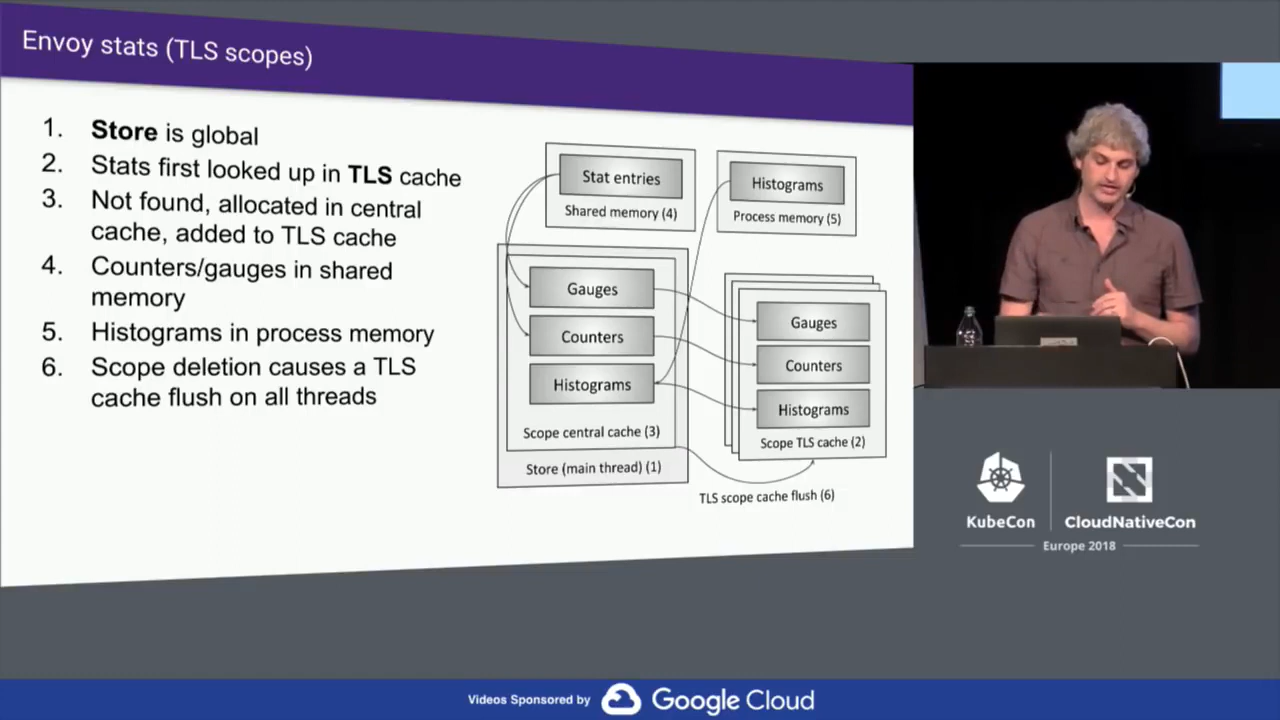 Envoy stats (TLS scopes)
1. Store is global
2. Stats first looked up in TLS cache
3. Not found, allocated in central
cache, added to TLS cache
4. Counters/gauges in shared
memory
5. Histograms in process memory
6. Scope deletion causes a TLS
cache flush on all threads
Stat entries
Shared memory (4)
Histograms
Process memory (5)
Gauges
Counters
Histograms
Scope central cache (3)
Store (main thread) (1)
Gauges
Counters
Histograms
Scope TLS cache (2)
TLS scope cache flush (6)
KubeCon
CloudNativeCon
Europe 2018
Videos Sponsored by
Google Cloud